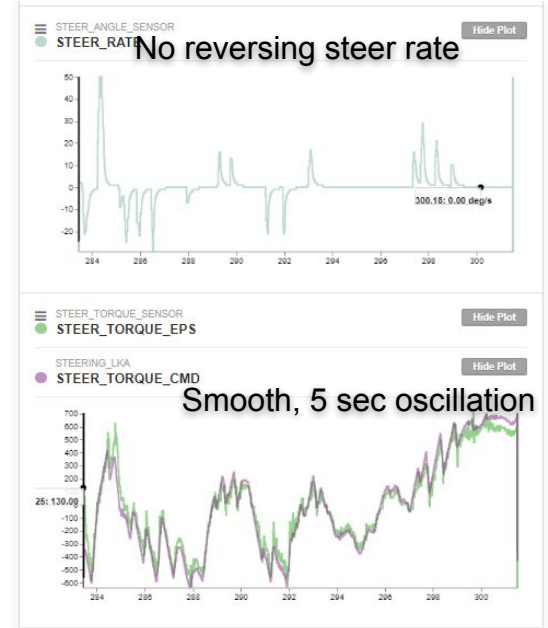 STEER_ANGLE_SENSOR
STEER_RATE
No reversing steer rate
Hide Plot
50
40
30
20
10
0
-10
-20
300.18: 0.00 deg/s
284 286 288 290 292 294 296 298 300
STEER_TORQUE_SENSOR
STEER_TORQUE_EPS
Hide Plot
STEERING_LKA
STEER_TORQUE_CMD
Hide Plot
Smooth, 5 sec oscillation
700
600
500
400
300
200
25: 130.00
-100
-200
-300
-400
-500
-600
284 286 288 290 292 294 296 298 300